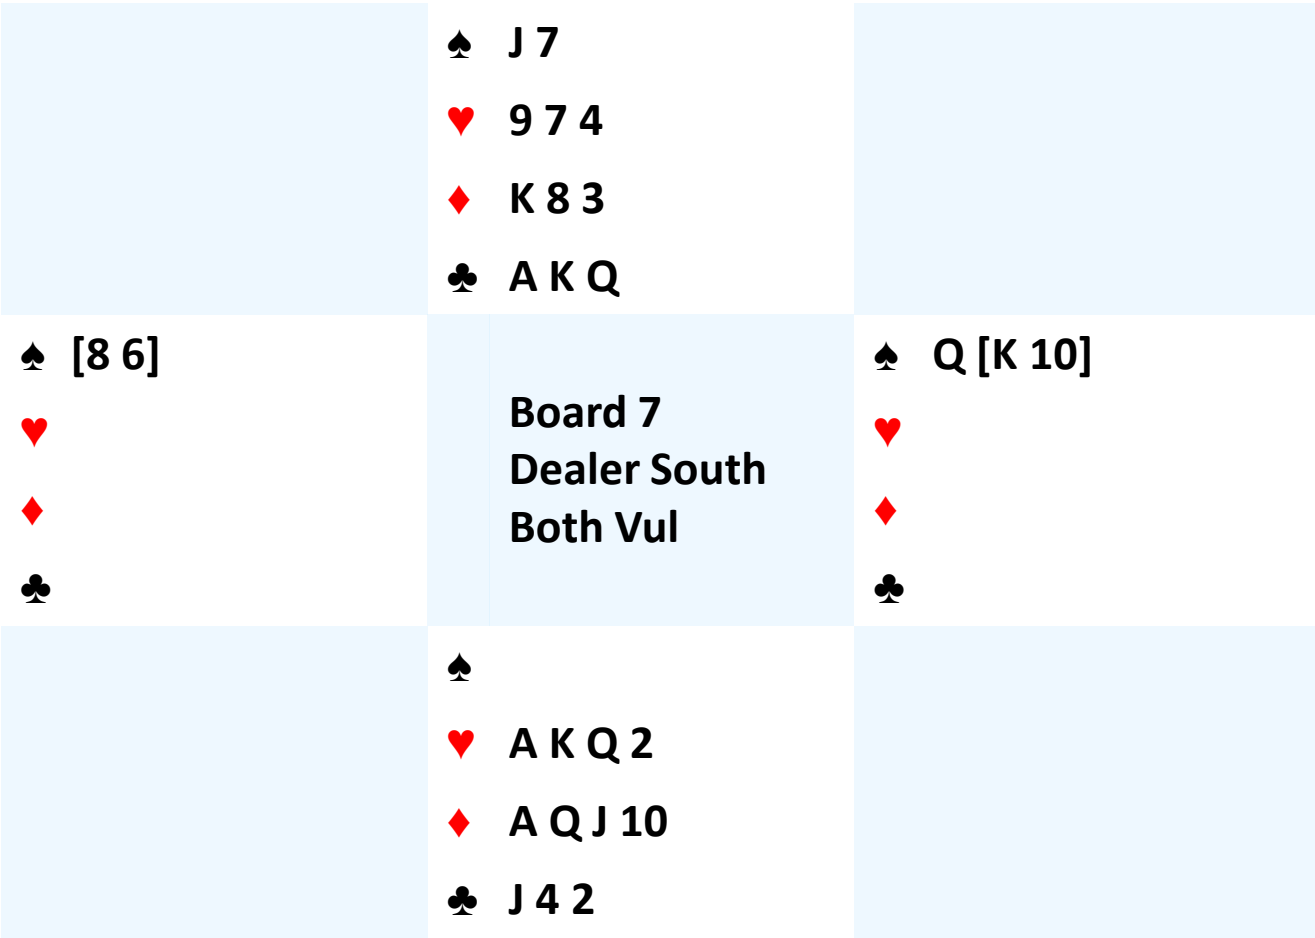 ♠ J 7
♥ 9 7 4
♦ K 8 3
♣ A K Q
♠ [8 6]
♥
♦
♣
Board 7
Dealer South
Both Vul
♠ Q [K 10]
♥
♦
♣
♠
♥ A K Q 2
♦ A Q J 10
♣ J 4 2